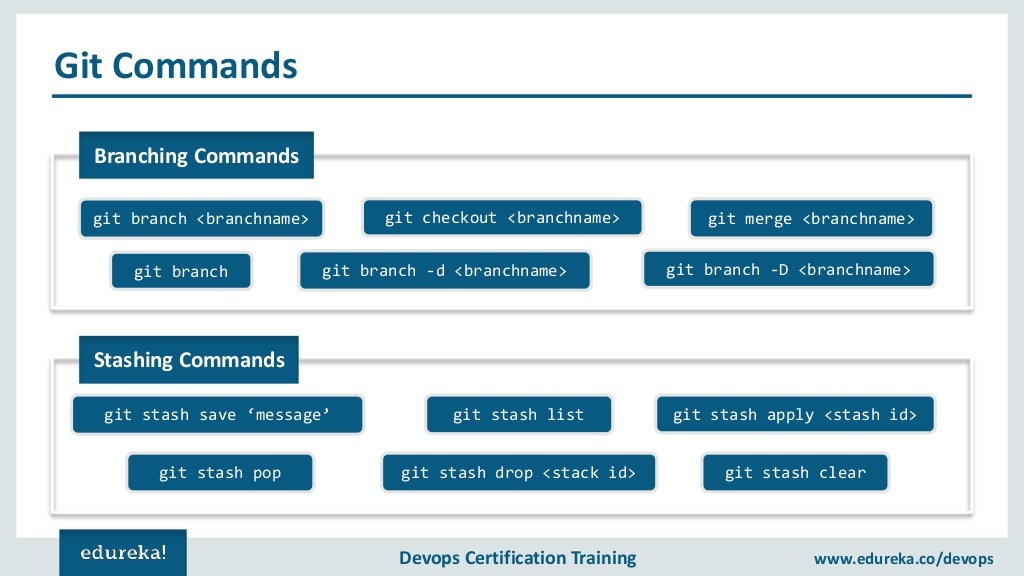 Git Commands
Branching Commands
git branch <branchname>
git checkout <branchname>
git merge <branchname>
git branch
git branch -d <branchname>
git branch -D <branchname>
Stashing Commands
git stash save ‘message’
git stash list
git stash apply <stash id>
git stash pop
git stash drop <stack id>
git stash clear
edureka!
Devops Certification Training
www.edureka.co/devops